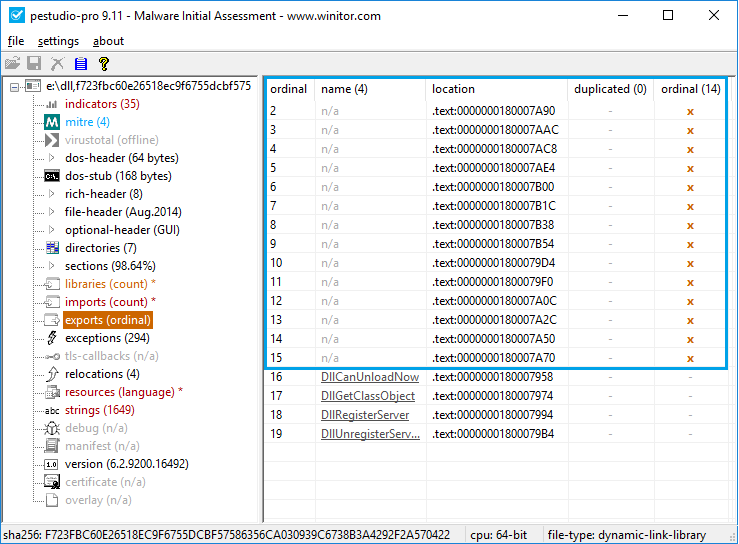 pestudio-pro 9.11 - Malware Initial Assessment - www.winitor.com
file settings about
e:\dll,f723fbc60e26518ec9f6755dcbf575
indicators (35)
mitre (4)
virustotal (offline)
dos-header (64 bytes)
dos-stub (168 bytes)
rich-header (8)
file-header (Aug.2014)
optional-header (GUI)
directories (7)
sections (98.64%)
libraries (count) *
imports (count) *
exports (ordinal)
exceptions (294)
tls-callbacks (n/a)
relocations (4)
resources (language) *
abc strings (1649)
debug (n/a)
manifest (n/a)
1.0 version (6.2.9200.16492)
certificate (n/a)
overlay (n/a)
ordinal name (4) location duplicated (0) ordinal (14)
2 n/a .text:0000000180007A90 - x
3 n/a .text:0000000180007AAC - x
4 n/a .text:0000000180007AC8 - x
5 n/a .text:0000000180007AE4 - x
6 n/a .text:0000000180007B00 - x
7 n/a .text:0000000180007B1C - x
8 n/a .text:0000000180007B38 - x
9 n/a .text:0000000180007B54 - x
10 n/a .text:00000001800079D4 - x
11 n/a .text:00000001800079F0 - x
12 n/a .text:0000000180007A0C - x
13 n/a .text:0000000180007A2C - x
14 n/a .text:0000000180007A50 - x
15 n/a .text:0000000180007A70 - x
16 DllCanUnloadNow .text:0000000180007958 - -
17 DllGetClassObject .text:0000000180007974 - -
18 DllRegisterServer .text:0000000180007994 - -
19 DllUnregisterServ... .text:00000001800079B4 - -
sha256: F723FBC60E26518EC9F6755DCBF57586356CA030939C6738B3A4292F2A570422 cpu: 64-bit file-type: dynamic-link-library